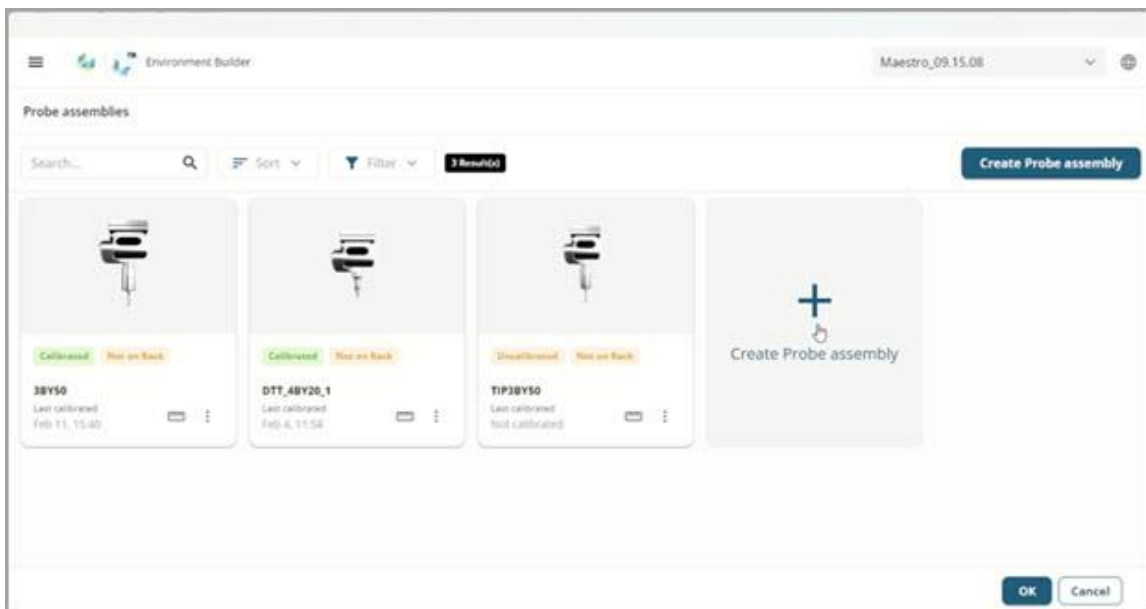 Environment Builder
Maestro_09.15.08
Probe assemblies
Search...
Sort
Filter
3 Result(s)
Create Probe assembly
Calibrated
Not on Rack
3BY50
Last calibrated
Feb 11, 15:40
Calibrated
Not on Rack
DTT_4BY20_1
Last calibrated
Feb 4, 11:58
Uncalibrated
Not on Rack
TIP3BY50
Last calibrated
Not calibrated
Create Probe assembly
OK
Cancel